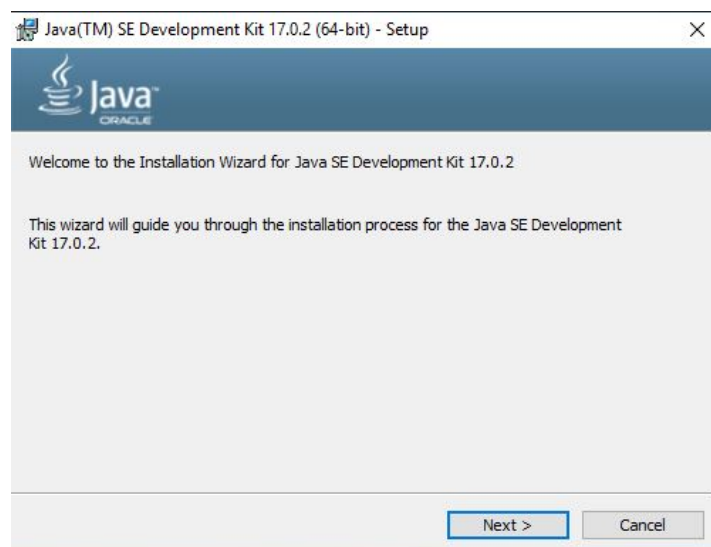 Java(TM) SE Development Kit 17.0.2 (64-bit) - Setup
Java™
ORACLE
Welcome to the Installation Wizard for Java SE Development Kit 17.0.2
This wizard will guide you through the installation process for the Java SE Development
Kit 17.0.2.
Next >
Cancel